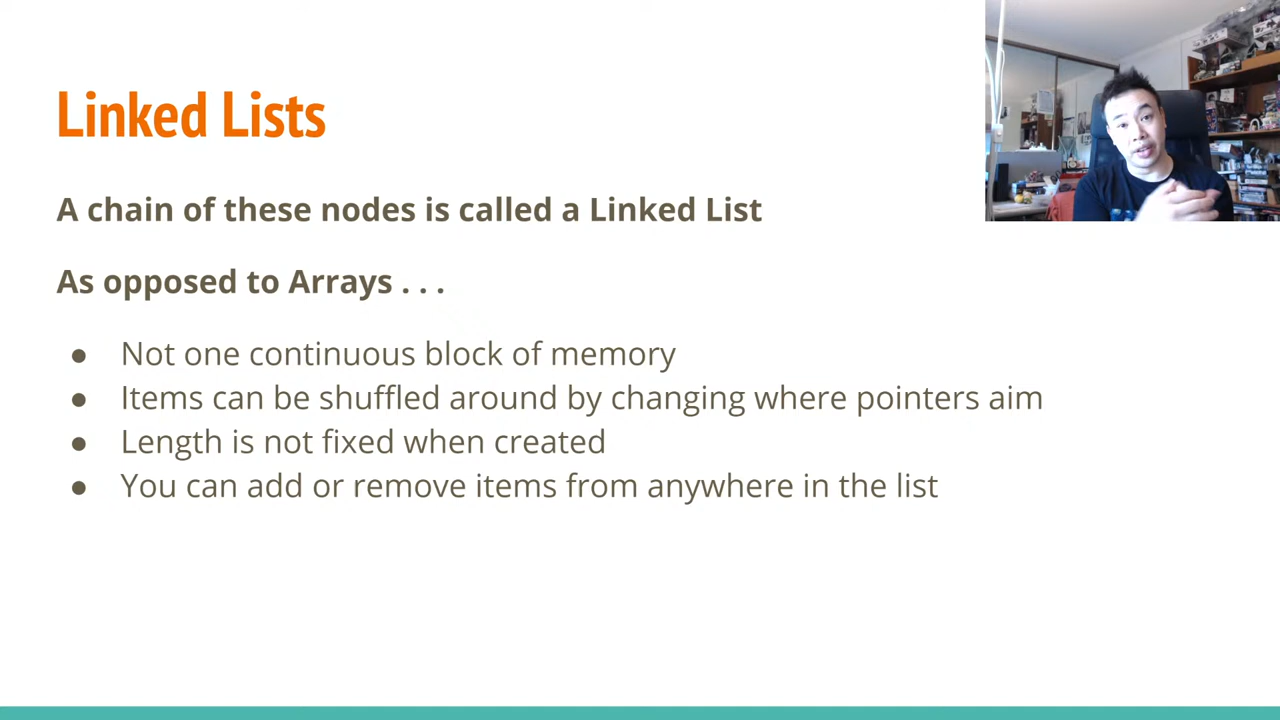 Linked Lists
A chain of these nodes is called a Linked List
As opposed to Arrays . . .
● Not one continuous block of memory
● Items can be shuffled around by changing where pointers aim
● Length is not fixed when created
● You can add or remove items from anywhere in the list